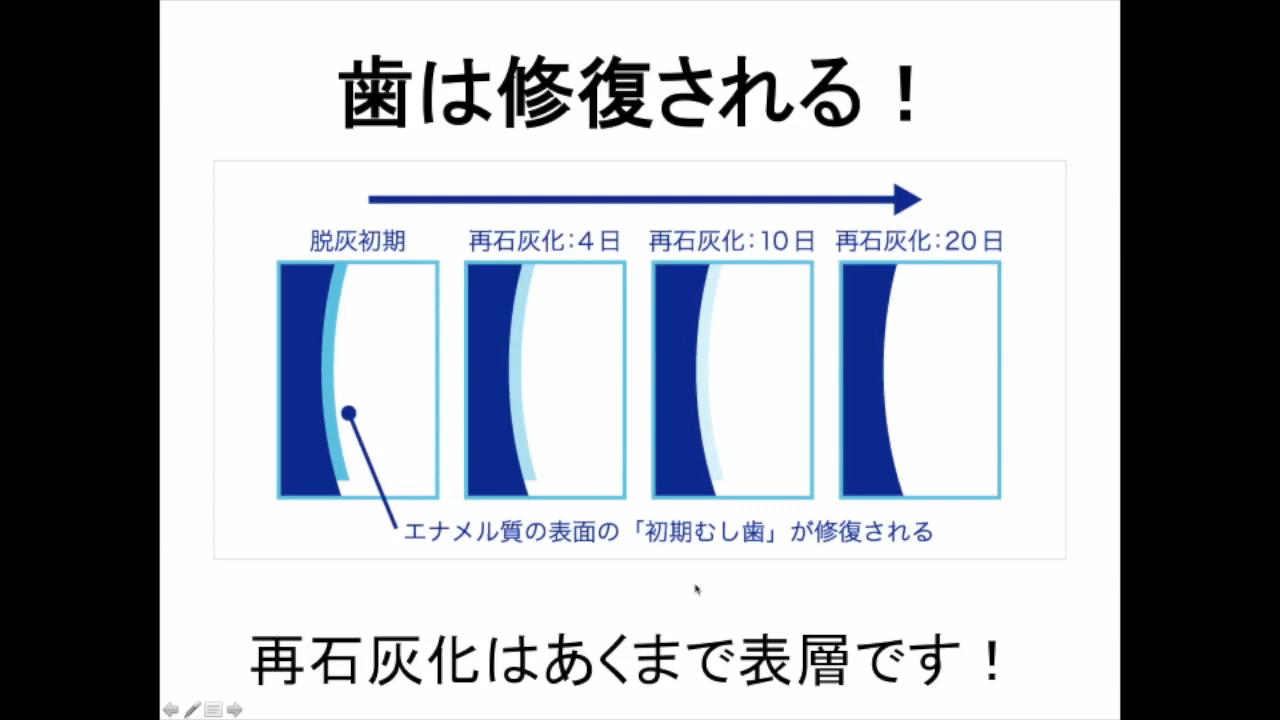 歯は修復される！
脱灰初期
再石灰化：4日
再石灰化：10日
再石灰化：20日
エナメル質の表面の「初期むし歯」が修復される
再石灰化はあくまで表層です！